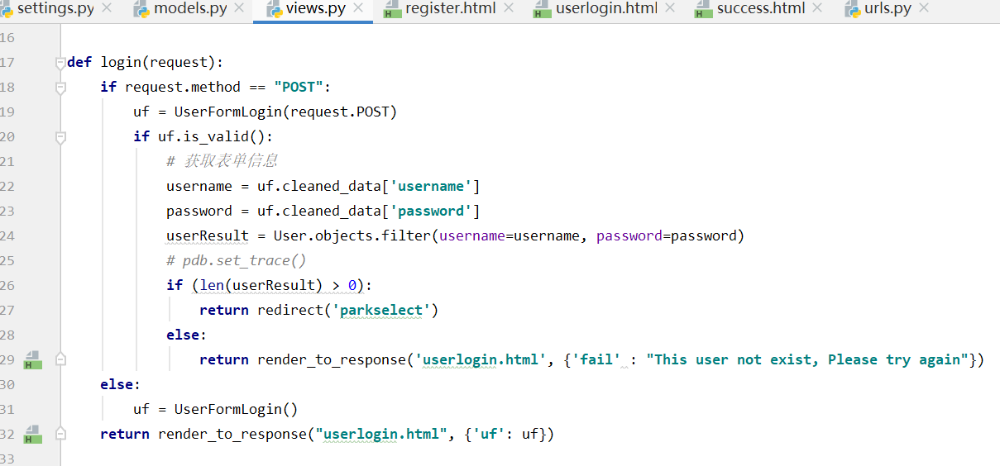 settings.py models.py views.py register.html userlogin.html success.html urls.py
16
17 def login(request):
18 if request.method == "POST":
19 uf = UserFormLogin(request.POST)
20 if uf.is_valid():
21 # 获取表单信息
22 username = uf.cleaned_data['username']
23 password = uf.cleaned_data['password']
24 userResult = User.objects.filter(username=username, password=password)
25 # pdb.set_trace()
26 if (len(userResult) > 0):
27 return redirect('parkselect')
28 else:
29 return render_to_response('userlogin.html', {'fail' : "This user not exist, Please try again"})
30 else:
31 uf = UserFormLogin()
32 return render_to_response("userlogin.html", {'uf': uf})
33